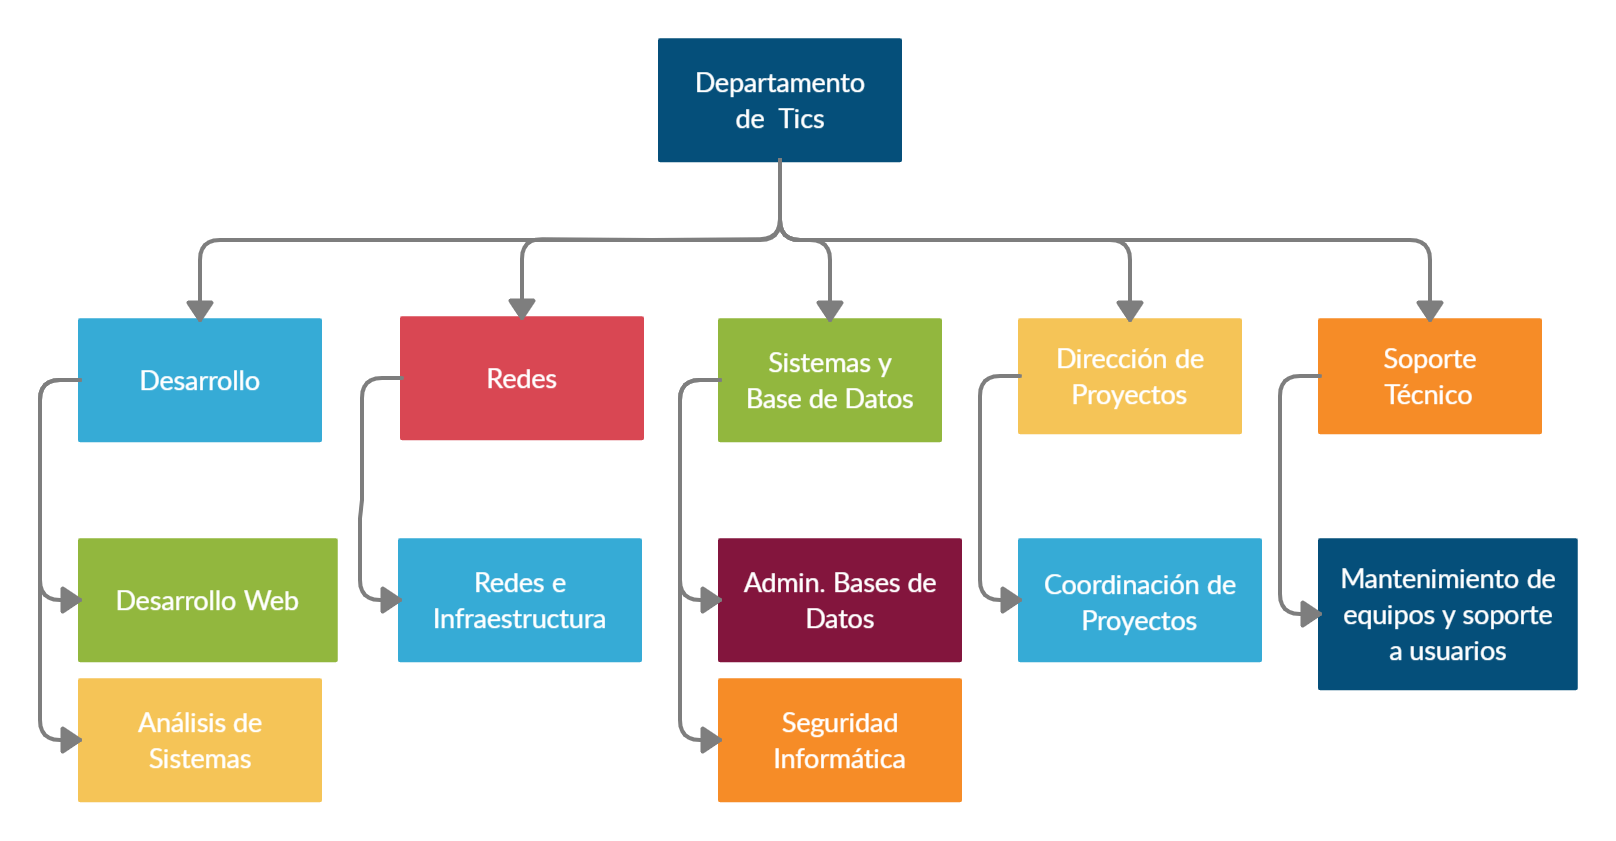 Departamento
de Tics
Desarrollo
Redes
Sistemas y
Base de Datos
Dirección de
Proyectos
Soporte
Técnico
Desarrollo Web
Redes e
Infraestructura
Admin. Bases de
Datos
Coordinación de
Proyectos
Mantenimiento de
equipos y soporte
a usuarios
Análisis de
Sistemas
Seguridad
Informática